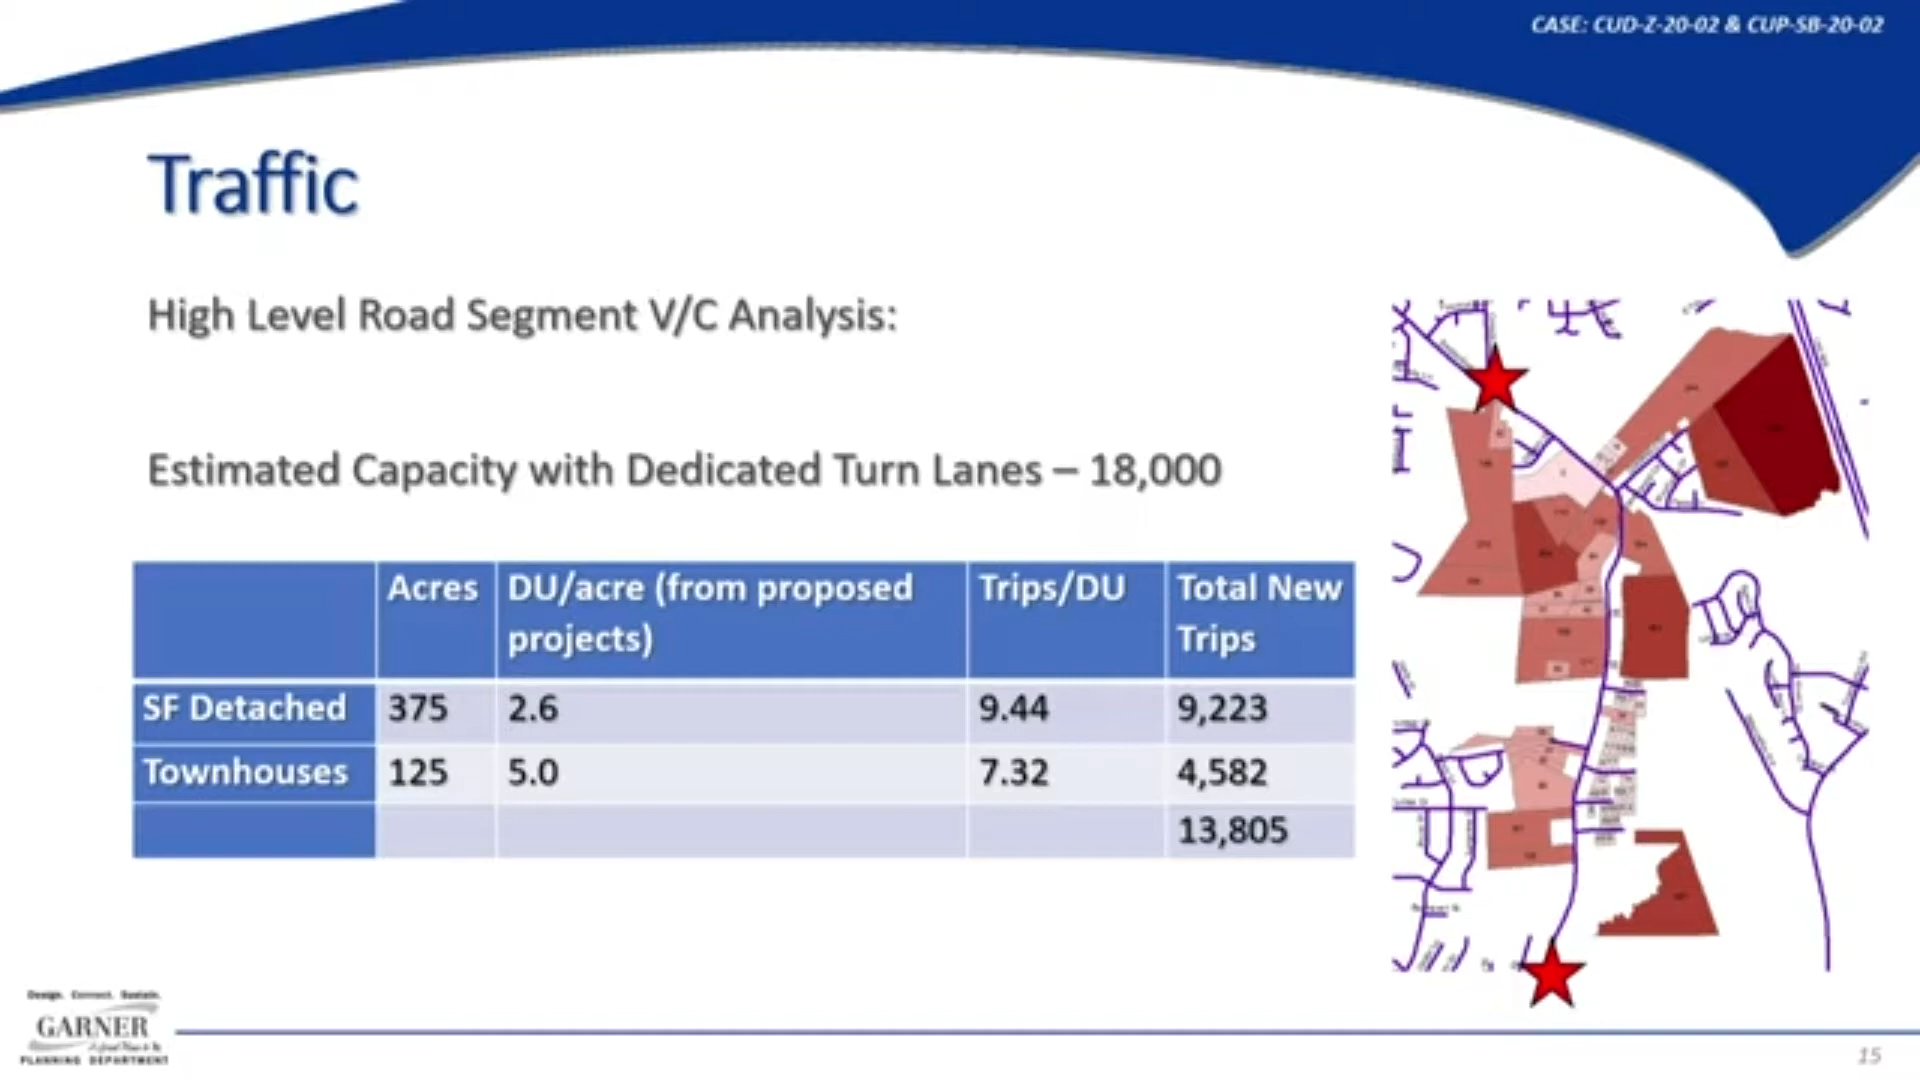 CASE: CUD-Z-20-02 & CUP-SB-20-02
Traffic
High Level Road Segment V/C Analysis:
Estimated Capacity with Dedicated Turn Lanes – 18,000
Acres DU/acre (from proposed projects) Trips/DU Total New Trips
SF Detached 375 2.6 9.44 9,223
Townhouses 125 5.0 7.32 4,582
13,805
Design. Connect. Sustain.
GARNER
PLANNING DEPARTMENT
15